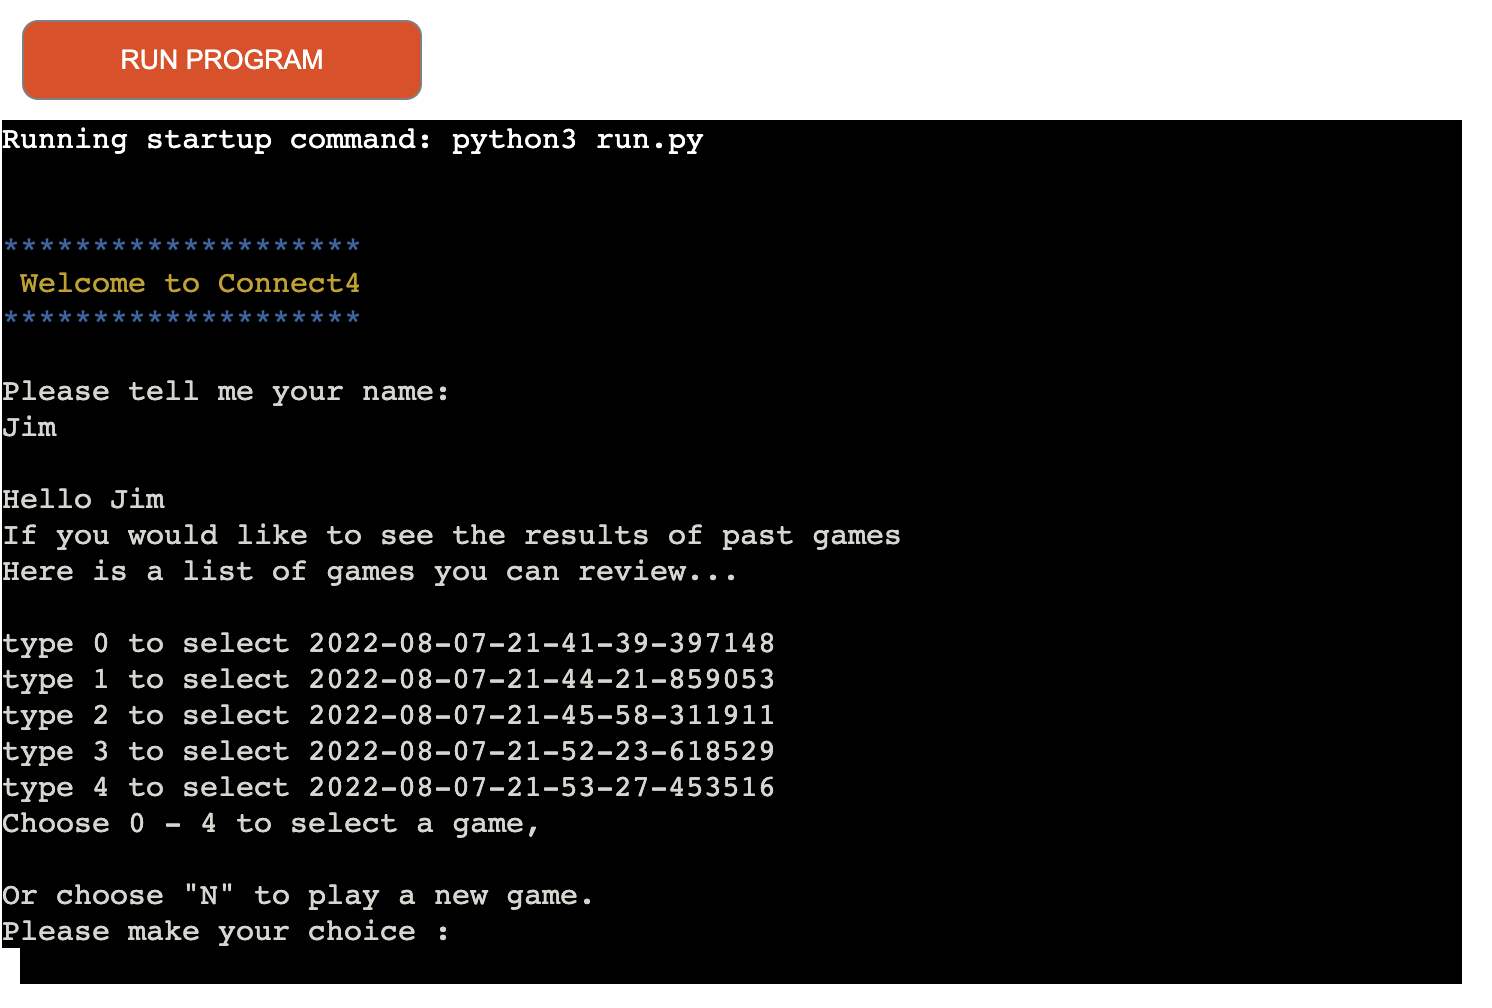 RUN PROGRAM
Running startup command: python3 run.py
********************
Welcome to Connect4
********************
Please tell me your name:
Jim
Hello Jim
If you would like to see the results of past games
Here is a list of games you can review...
type 0 to select 2022-08-07-21-41-39-397148
type 1 to select 2022-08-07-21-44-21-859053
type 2 to select 2022-08-07-21-45-58-311911
type 3 to select 2022-08-07-21-52-23-618529
type 4 to select 2022-08-07-21-53-27-453516
Choose 0 - 4 to select a game,
Or choose "N" to play a new game.
Please make your choice :